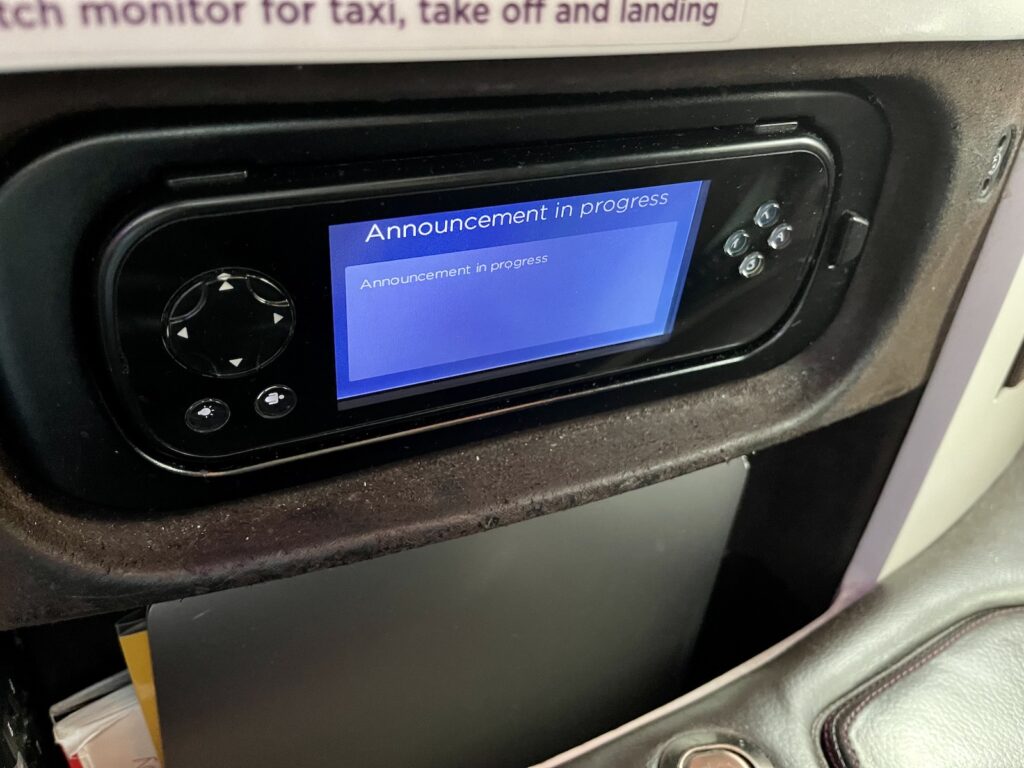 tch monitor for taxi, take off and landing
Announcement in progress
Announcement in progress